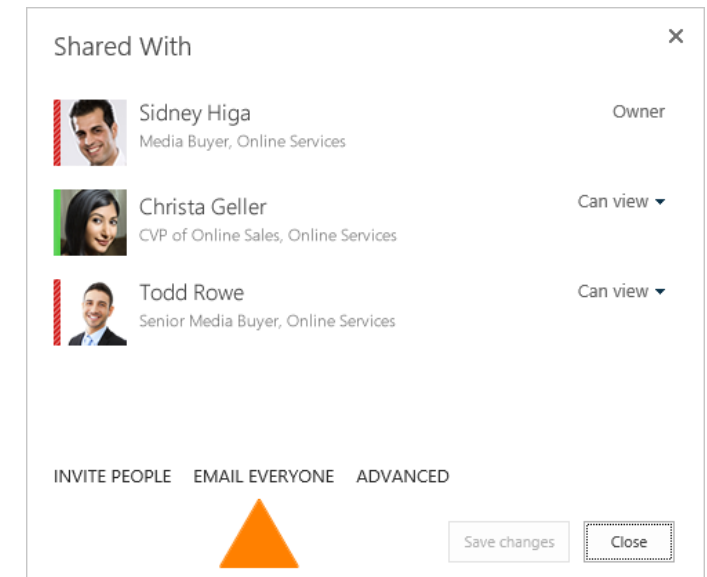 Shared With
Sidney Higa
Owner
Media Buyer, Online Services
Christa Geller
Can view
CVP of Online Sales, Online Services
Todd Rowe
Can view
Senior Media Buyer, Online Services
INVITE PEOPLE EMAIL EVERYONE ADVANCED
Save changes Close